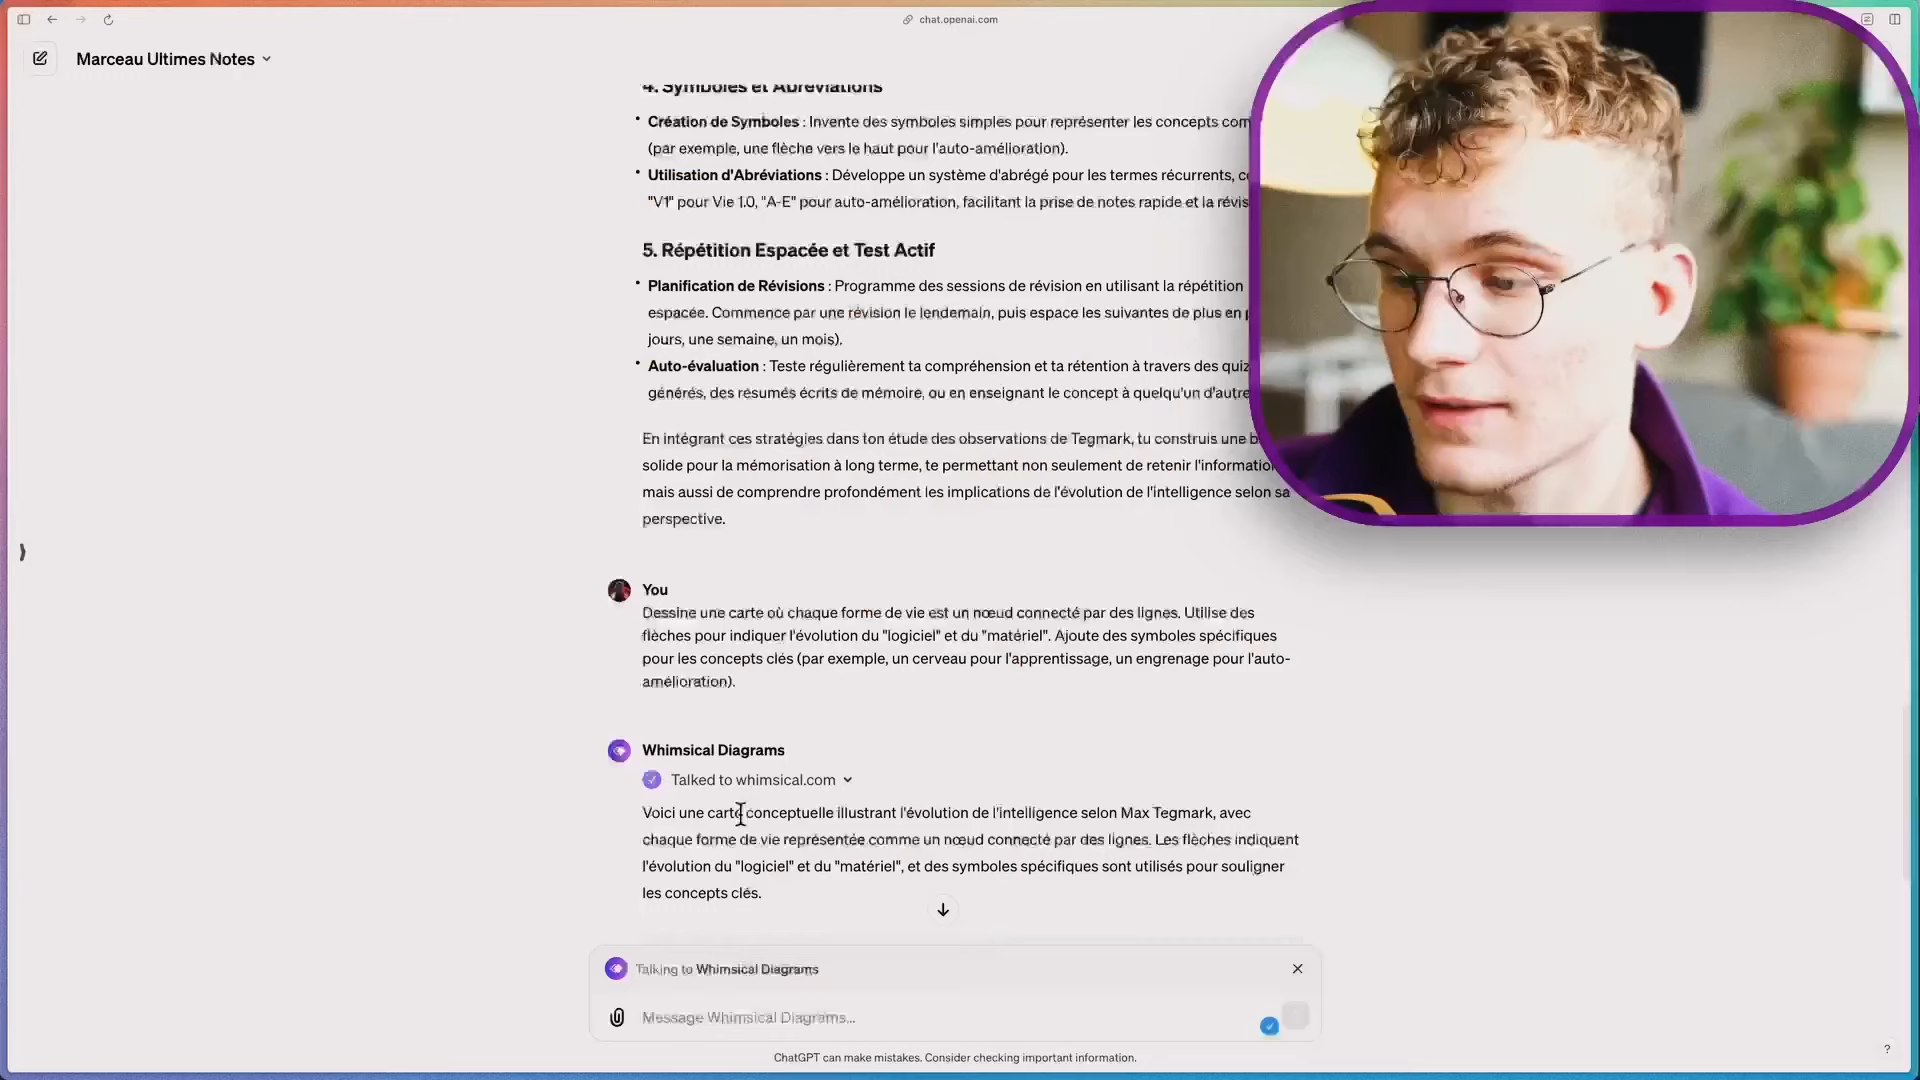 chat.openai.com
Marceau Ultimes Notes
4. Symboles et Abréviations
Création de Symboles : Invente des symboles simples pour représenter les concepts com
(par exemple, une flèche vers le haut pour l'auto-amélioration).
Utilisation d'Abréviations : Développe un système d'abrégé pour les termes récurrents, c
"V1" pour Vie 1.0, "A-E" pour auto-amélioration, facilitant la prise de notes rapide et la révis
5. Répétition Espacée et Test Actif
Planification de Révisions : Programme des sessions de révision en utilisant la répétition
espacée. Commence par une révision le lendemain, puis espace les suivantes de plus en p
jours, une semaine, un mois).
Auto-évaluation : Teste régulièrement ta compréhension et ta rétention à travers des quiz
générés, des résumés écrits de mémoire, ou en enseignant le concept à quelqu'un d'autre
En intégrant ces stratégies dans ton étude des observations de Tegmark, tu construis une b
solide pour la mémorisation à long terme, te permettant non seulement de retenir l'information
mais aussi de comprendre profondément les implications de l'évolution de l'intelligence selon sa
perspective.
You
Dessine une carte où chaque forme de vie est un nœud connecté par des lignes. Utilise des
flèches pour indiquer l'évolution du "logiciel" et du "matériel". Ajoute des symboles spécifiques
pour les concepts clés (par exemple, un cerveau pour l'apprentissage, un engrenage pour l'auto-
amélioration).
Whimsical Diagrams
Talked to whimsical.com
Voici une carte conceptuelle illustrant l'évolution de l'intelligence selon Max Tegmark, avec
chaque forme de vie représentée comme un nœud connecté par des lignes. Les flèches indiquent
l'évolution du "logiciel" et du "matériel", et des symboles spécifiques sont utilisés pour souligner
les concepts clés.
Talking to Whimsical Diagrams
Message Whimsical Diagrams...
ChatGPT can make mistakes. Consider checking important information.
?